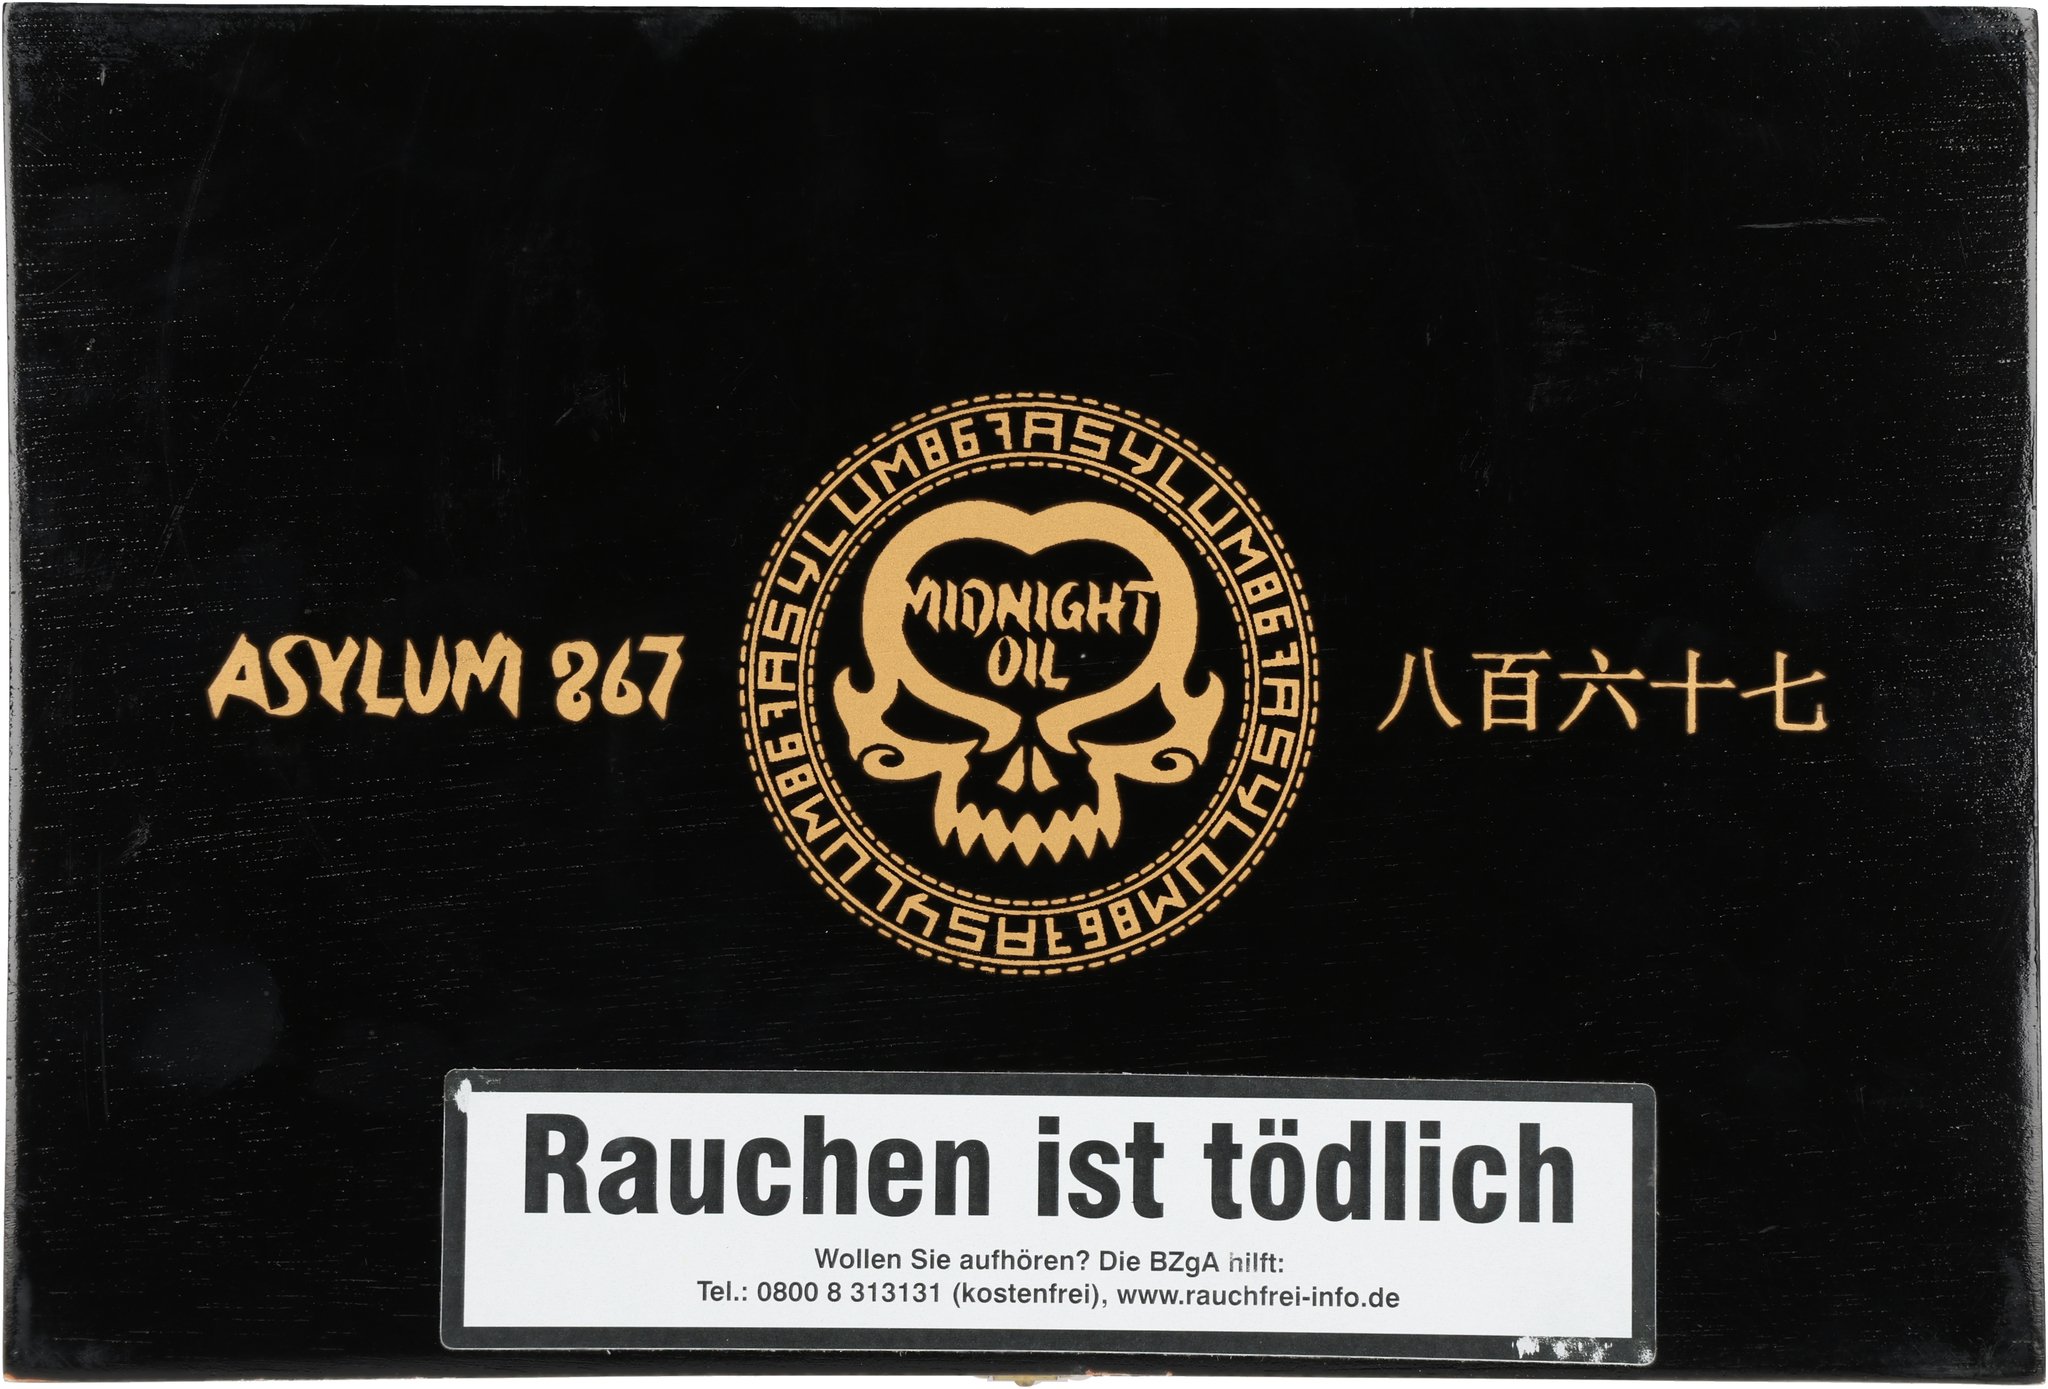 ASYLUM 867
MIDNIGHT
OIL
ASYLUM867ASYLUM867ASYLUM867ASYLUM867
八百六十七
Rauchen ist tödlich
Wollen Sie aufhören? Die BZgA hilft:
Tel.: 0800 8 313131 (kostenfrei), www.rauchfrei-info.de